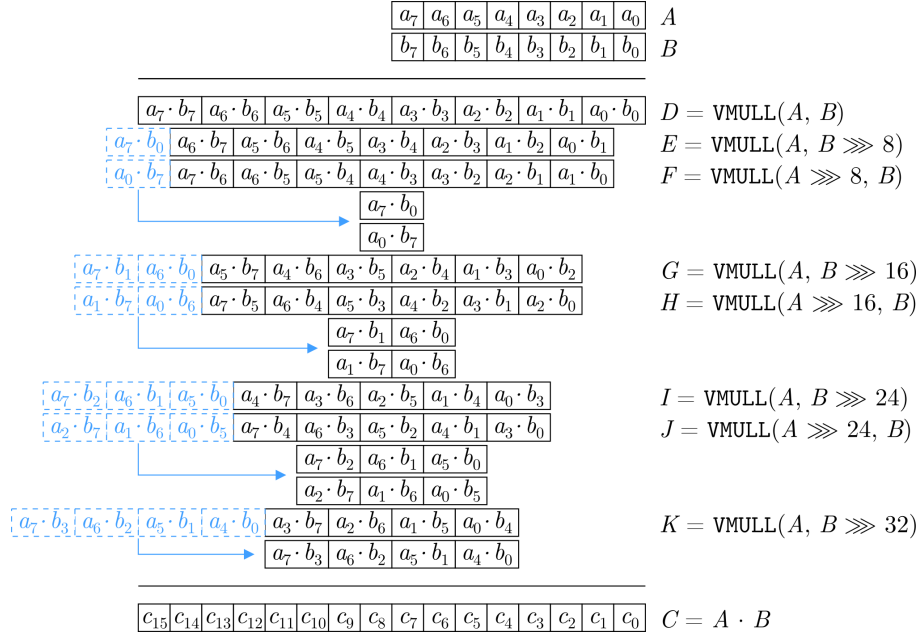 a₇ a₆ a₅ a₄ a₃ a₂ a₁ a₀ A
b₇ b₆ b₅ b₄ b₃ b₂ b₁ b₀ B
a₇·b₇ a₆·b₆ a₅·b₅ a₄·b₄ a₃·b₃ a₂·b₂ a₁·b₁ a₀·b₀ D = VMULL(A, B)
a₇·b₀ a₆·b₇ a₅·b₆ a₄·b₅ a₃·b₄ a₂·b₃ a₁·b₂ a₀·b₁ E = VMULL(A, B ⋙ 8)
a₀·b₇ a₇·b₆ a₆·b₅ a₅·b₄ a₄·b₃ a₃·b₂ a₂·b₁ a₁·b₀ F = VMULL(A ⋙ 8, B)
a₇·b₀
a₀·b₇
a₇·b₁ a₆·b₀ a₅·b₇ a₄·b₆ a₃·b₅ a₂·b₄ a₁·b₃ a₀·b₂ G = VMULL(A, B ⋙ 16)
a₁·b₇ a₀·b₆ a₇·b₅ a₆·b₄ a₅·b₃ a₄·b₂ a₃·b₁ a₂·b₀ H = VMULL(A ⋙ 16, B)
a₇·b₁ a₆·b₀
a₁·b₇ a₀·b₆
a₇·b₂ a₆·b₁ a₅·b₀ a₄·b₇ a₃·b₆ a₂·b₅ a₁·b₄ a₀·b₃ I = VMULL(A, B ⋙ 24)
a₂·b₇ a₁·b₆ a₀·b₅ a₇·b₄ a₆·b₃ a₅·b₂ a₄·b₁ a₃·b₀ J = VMULL(A ⋙ 24, B)
a₇·b₂ a₆·b₁ a₅·b₀
a₂·b₇ a₁·b₆ a₀·b₅
a₇·b₃ a₆·b₂ a₅·b₁ a₄·b₀ a₃·b₇ a₂·b₆ a₁·b₅ a₀·b₄ K = VMULL(A, B ⋙ 32)
a₇·b₃ a₆·b₂ a₅·b₁ a₄·b₀
c₁₅ c₁₄ c₁₃ c₁₂ c₁₁ c₁₀ c₉ c₈ c₇ c₆ c₅ c₄ c₃ c₂ c₁ c₀ C = A · B